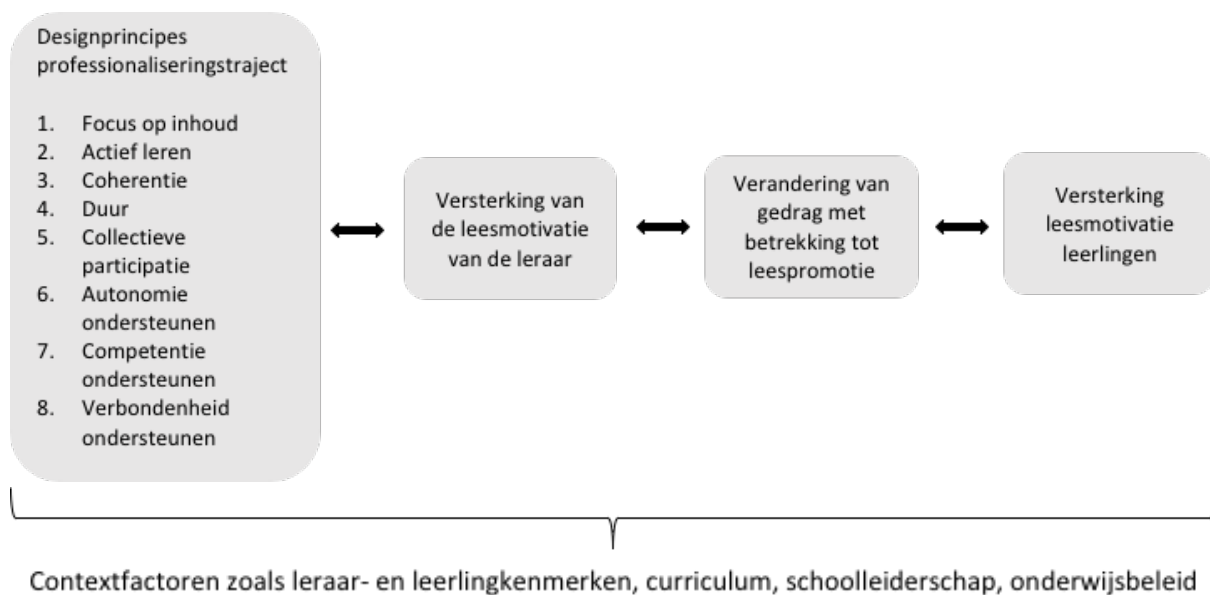 Designprincipes
professionaliseringstraject
1. Focus op inhoud
2. Actief leren
3. Coherentie
4. Duur
5. Collectieve
participatie
6. Autonomie
ondersteunen
7. Competentie
ondersteunen
8. Verbondenheid
ondersteunen
Versterking van
de leesmotivatie
van de leraar
Verandering van
gedrag met
betrekking tot
leespromotie
Versterking
leesmotivatie
leerlingen
Contextfactoren zoals leraar- en leerlingkenmerken, curriculum, schoolleiderschap, onderwijsbeleid